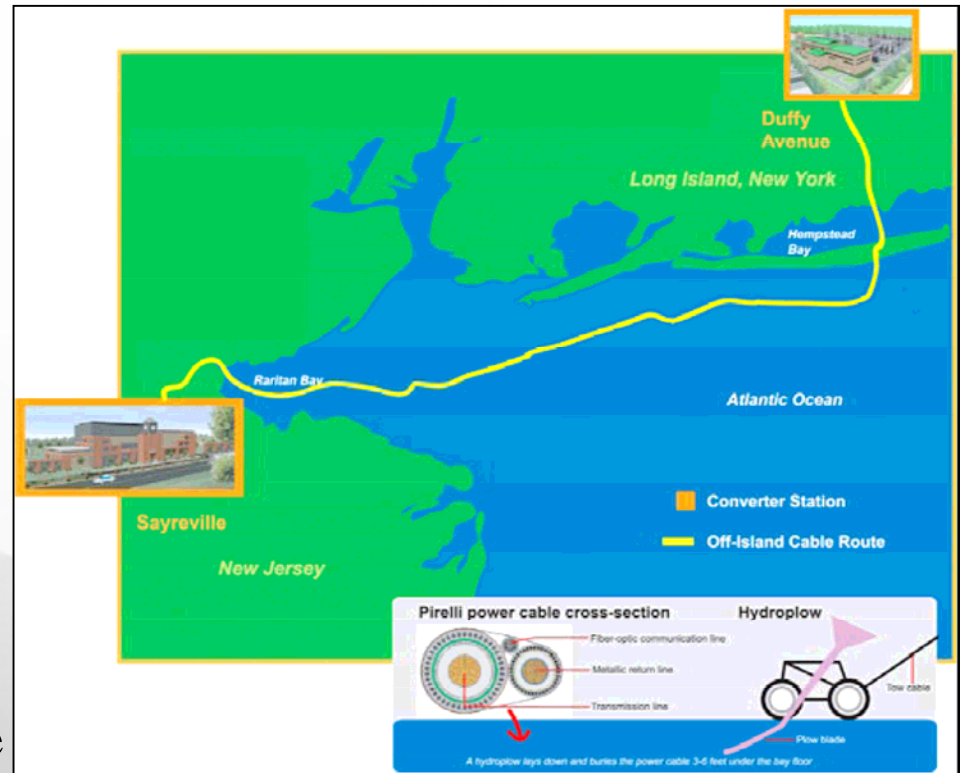 Duffy
Avenue
Long Island, New York
Hempstead
Bay
Raritan Bay
Atlantic Ocean
Converter Station
Sayreville
Off-Island Cable Route
New Jersey
Pirelli power cable cross-section
Hydroplow
Fiber-optic communication line
Metallic return line
Tow cable
Transmission line
Plow blade
A hydroplow lays down and buries the power cable 3-6 feet under the bay floor